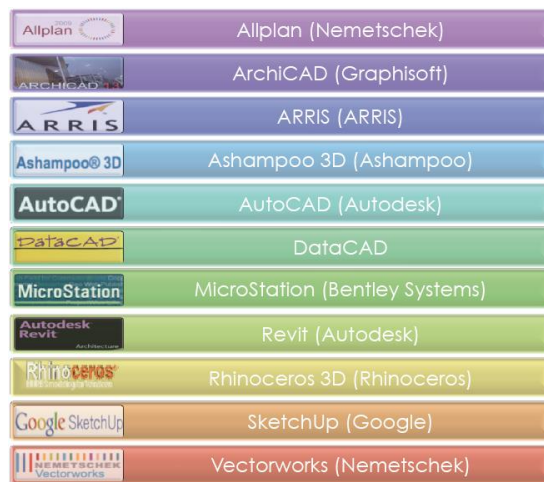 2009
Allplan
Allplan (Nemetschek)
ARCHICAD 13
ArchiCAD (Graphisoft)
ARRIS
ARRIS (ARRIS)
Ashampoo® 3D
Ashampoo 3D (Ashampoo)
AutoCAD®
AutoCAD (Autodesk)
DATACAD
DataCAD
MicroStation
MicroStation (Bentley Systems)
Autodesk
Revit
Architecture
Revit (Autodesk)
Rhinoceros®
Rhinoceros 3D (Rhinoceros)
Google SketchUp
SketchUp (Google)
NEMETSCHEK
Vectorworks
Vectorworks (Nemetschek)